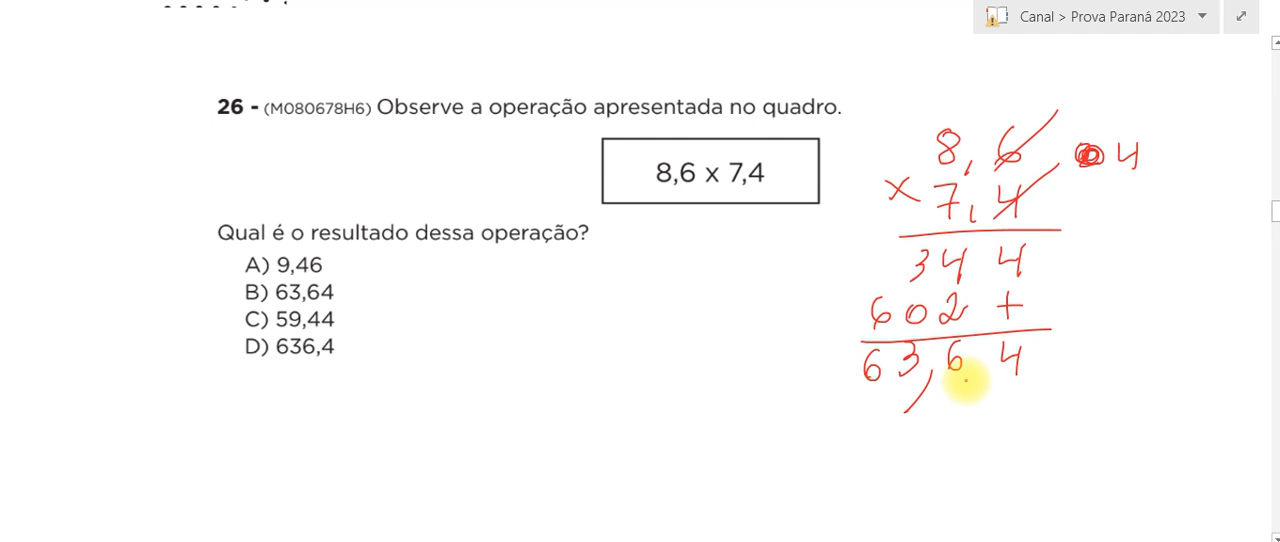 Canal > Prova Paraná 2023
26 - (M080678H6) Observe a operação apresentada no quadro.
8,6 x 7,4
Qual é o resultado dessa operação?
A) 9,46
B) 63,64
C) 59,44
D) 636,4
8,6
4
x 7,4
344
602 +
63,64